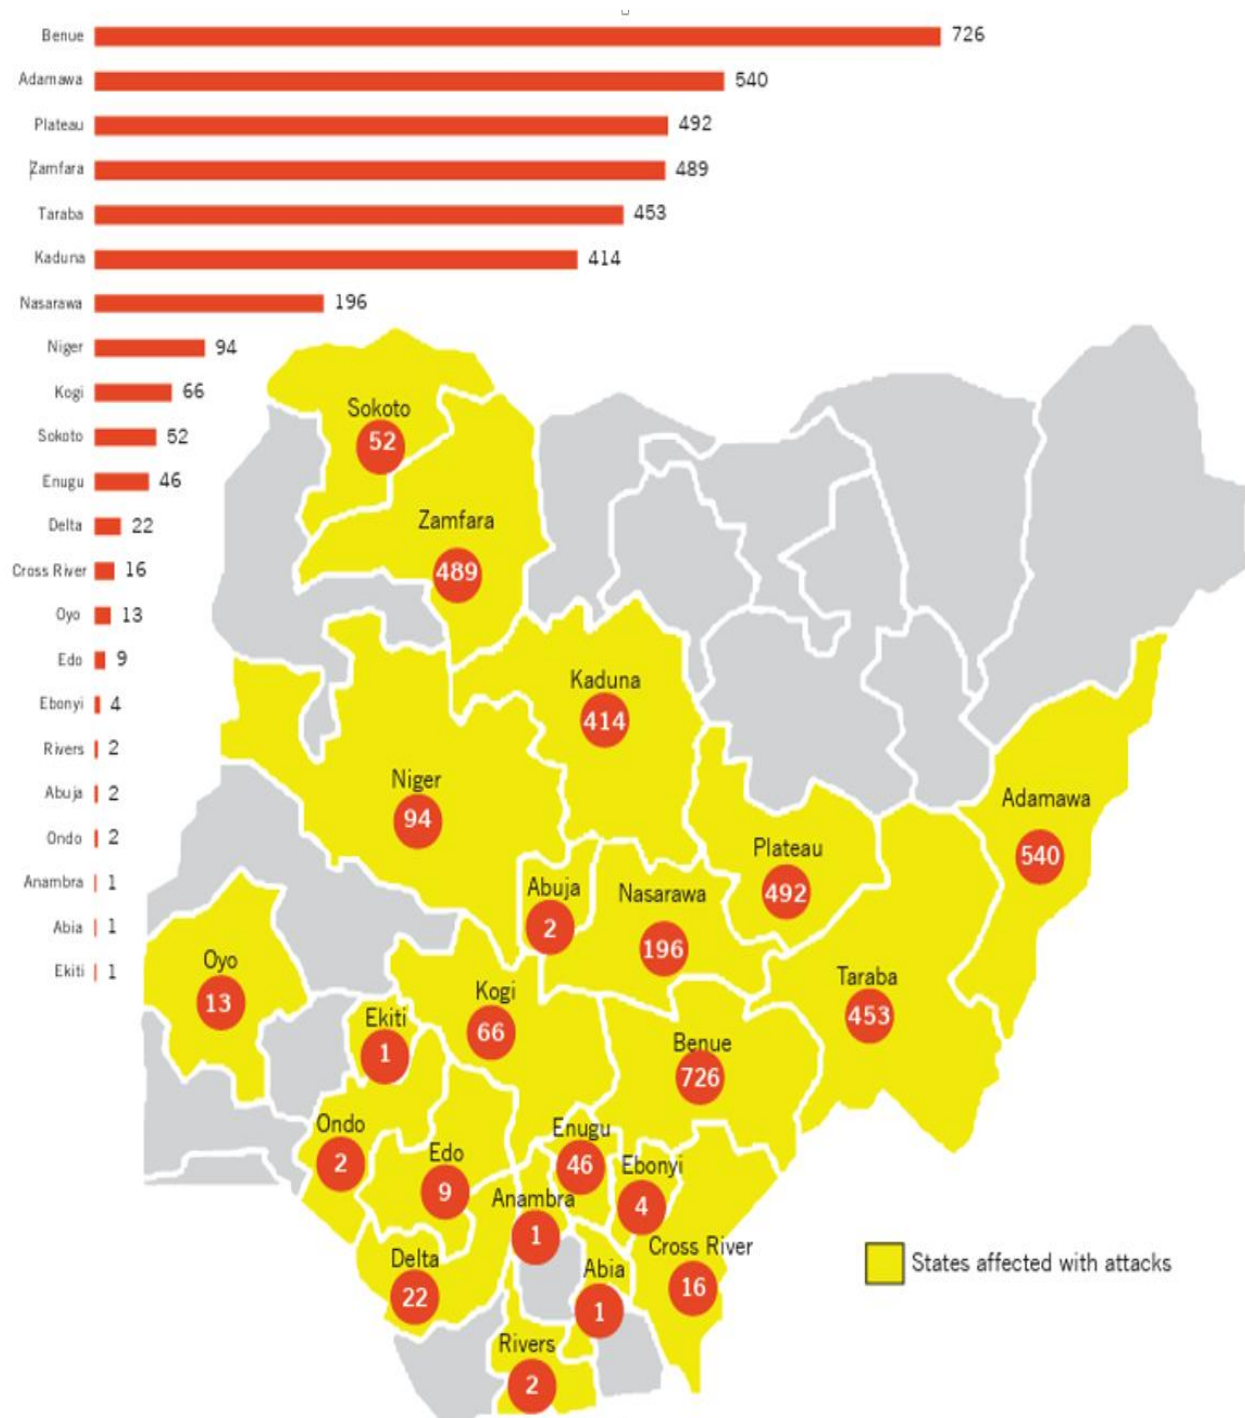 Benue 726
Adamawa 540
Plateau 492
Zamfara 489
Taraba 453
Kaduna 414
Nasarawa 196
Niger 94
Kogi 66
Sokoto 52
Enugu 46
Delta 22
Cross River 16
Oyo 13
Edo 9
Ebonyi 4
Rivers 2
Abuja 2
Ondo 2
Anambra 1
Abia 1
Ekiti 1
Sokoto
52
Zamfara
489
Kaduna
414
Niger
94
Adamawa
540
Plateau
492
Abuja
2
Nasarawa
196
Taraba
453
Oyo
13
Kogi
66
Ekiti
1
Benue
726
Ondo
2
Edo
9
Enugu
46
Ebonyi
4
Anambra
1
Delta
22
Abia
1
Cross River
16
Rivers
2
States affected with attacks